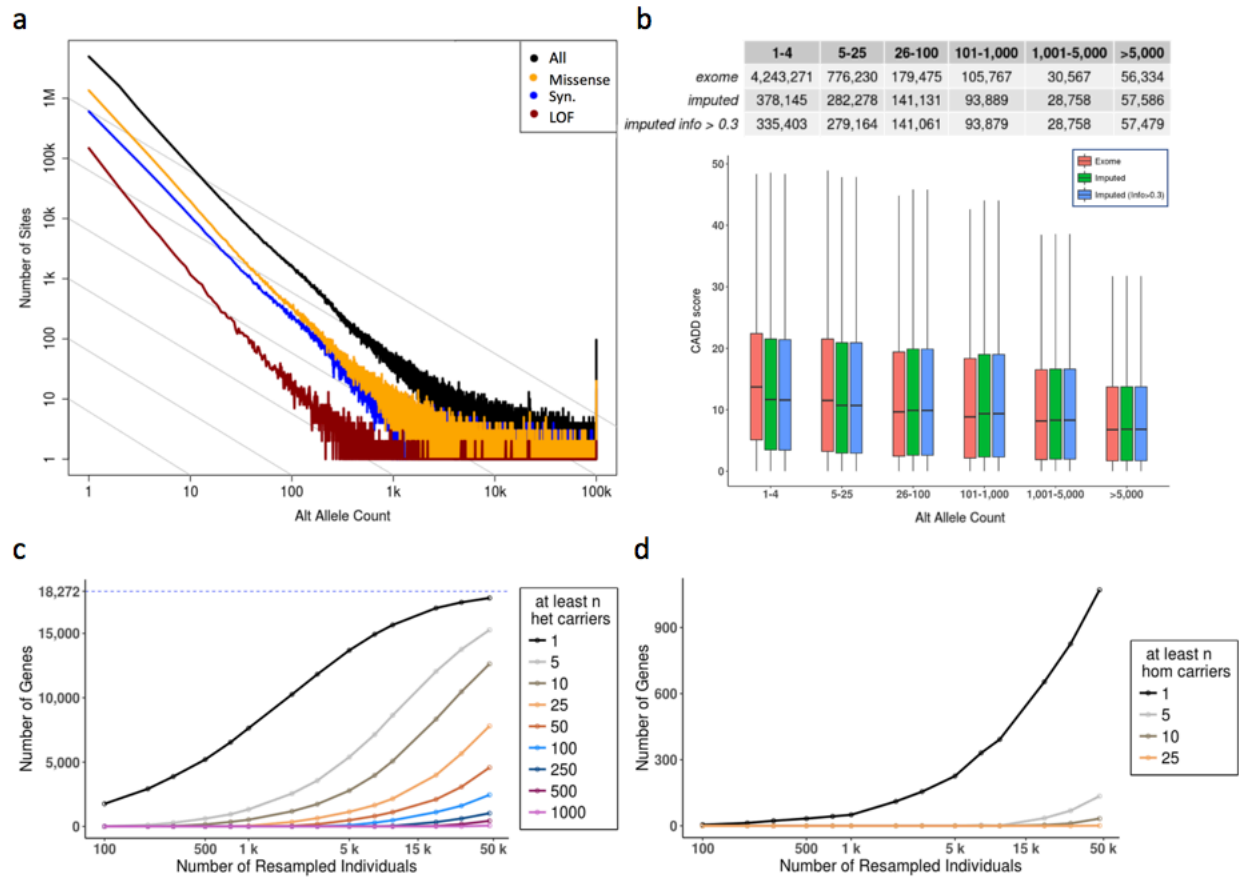 a
All
Missense
Syn.
LOF
1M
100k
10k
1k
100
10
1
Number of Sites
1 10 100 1k 10k 100k
Alt Allele Count
b
1-4 5-25 26-100 101-1,000 1,001-5,000 >5,000
exome 4,243,271 776,230 179,475 105,767 30,567 56,334
imputed 378,145 282,278 141,131 93,889 28,758 57,586
imputed info > 0.3 335,403 279,164 141,061 93,879 28,758 57,479
Exome
Imputed
Imputed (Info>0.3)
50
40
30
20
10
0
CADD score
1-4 5-25 26-100 101-1,000 1,001-5,000 >5,000
Alt Allele Count
c
18,272
15,000
10,000
5,000
0
Number of Genes
100 500 1 k 5 k 15 k 50 k
Number of Resampled Individuals
at least n
het carriers
1
5
10
25
50
100
250
500
1000
d
900
600
300
0
Number of Genes
100 500 1 k 5 k 15 k 50 k
Number of Resampled Individuals
at least n
hom carriers
1
5
10
25